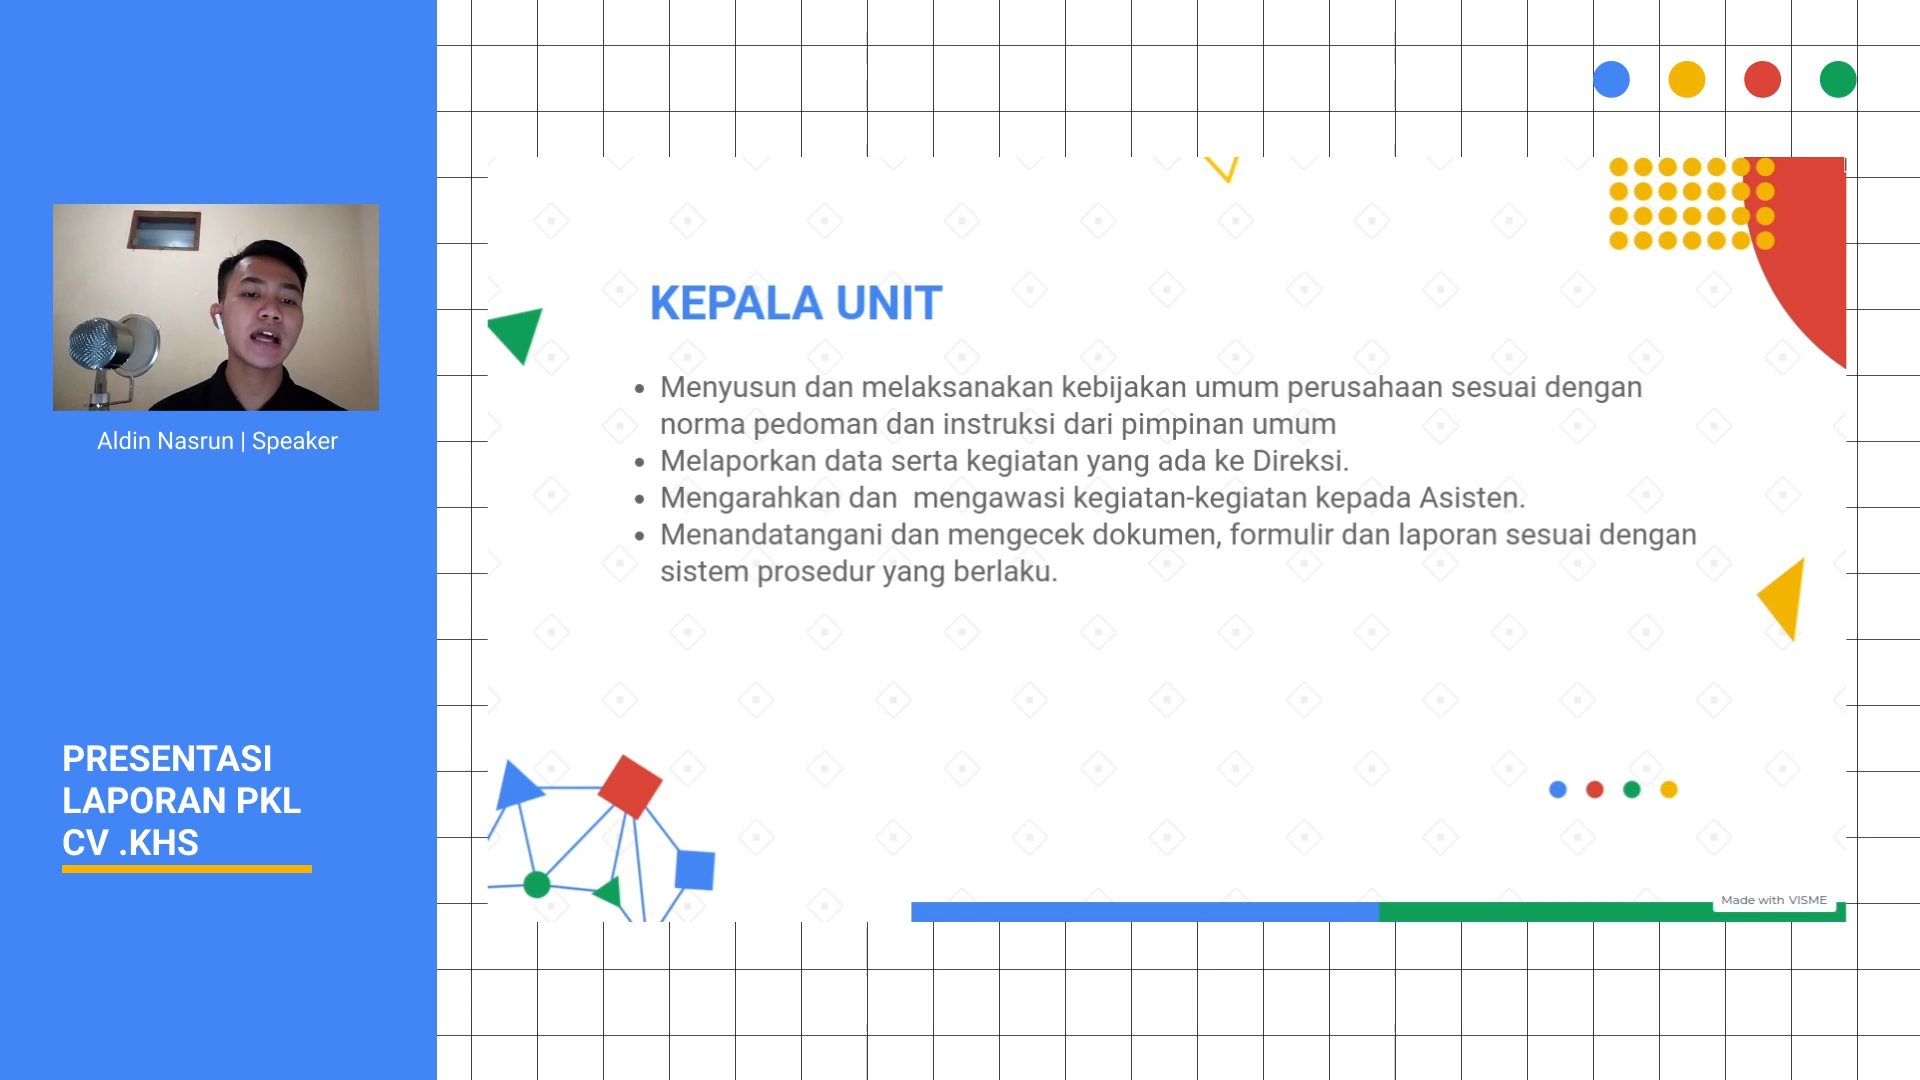 Aldin Nasrun | Speaker
PRESENTASI
LAPORAN PKL
CV .KHS
KEPALA UNIT
• Menyusun dan melaksanakan kebijakan umum perusahaan sesuai dengan
norma pedoman dan instruksi dari pimpinan umum
• Melaporkan data serta kegiatan yang ada ke Direksi.
• Mengarahkan dan  mengawasi kegiatan-kegiatan kepada Asisten.
• Menandatangani dan mengecek dokumen, formulir dan laporan sesuai dengan
sistem prosedur yang berlaku.
Made with VISME